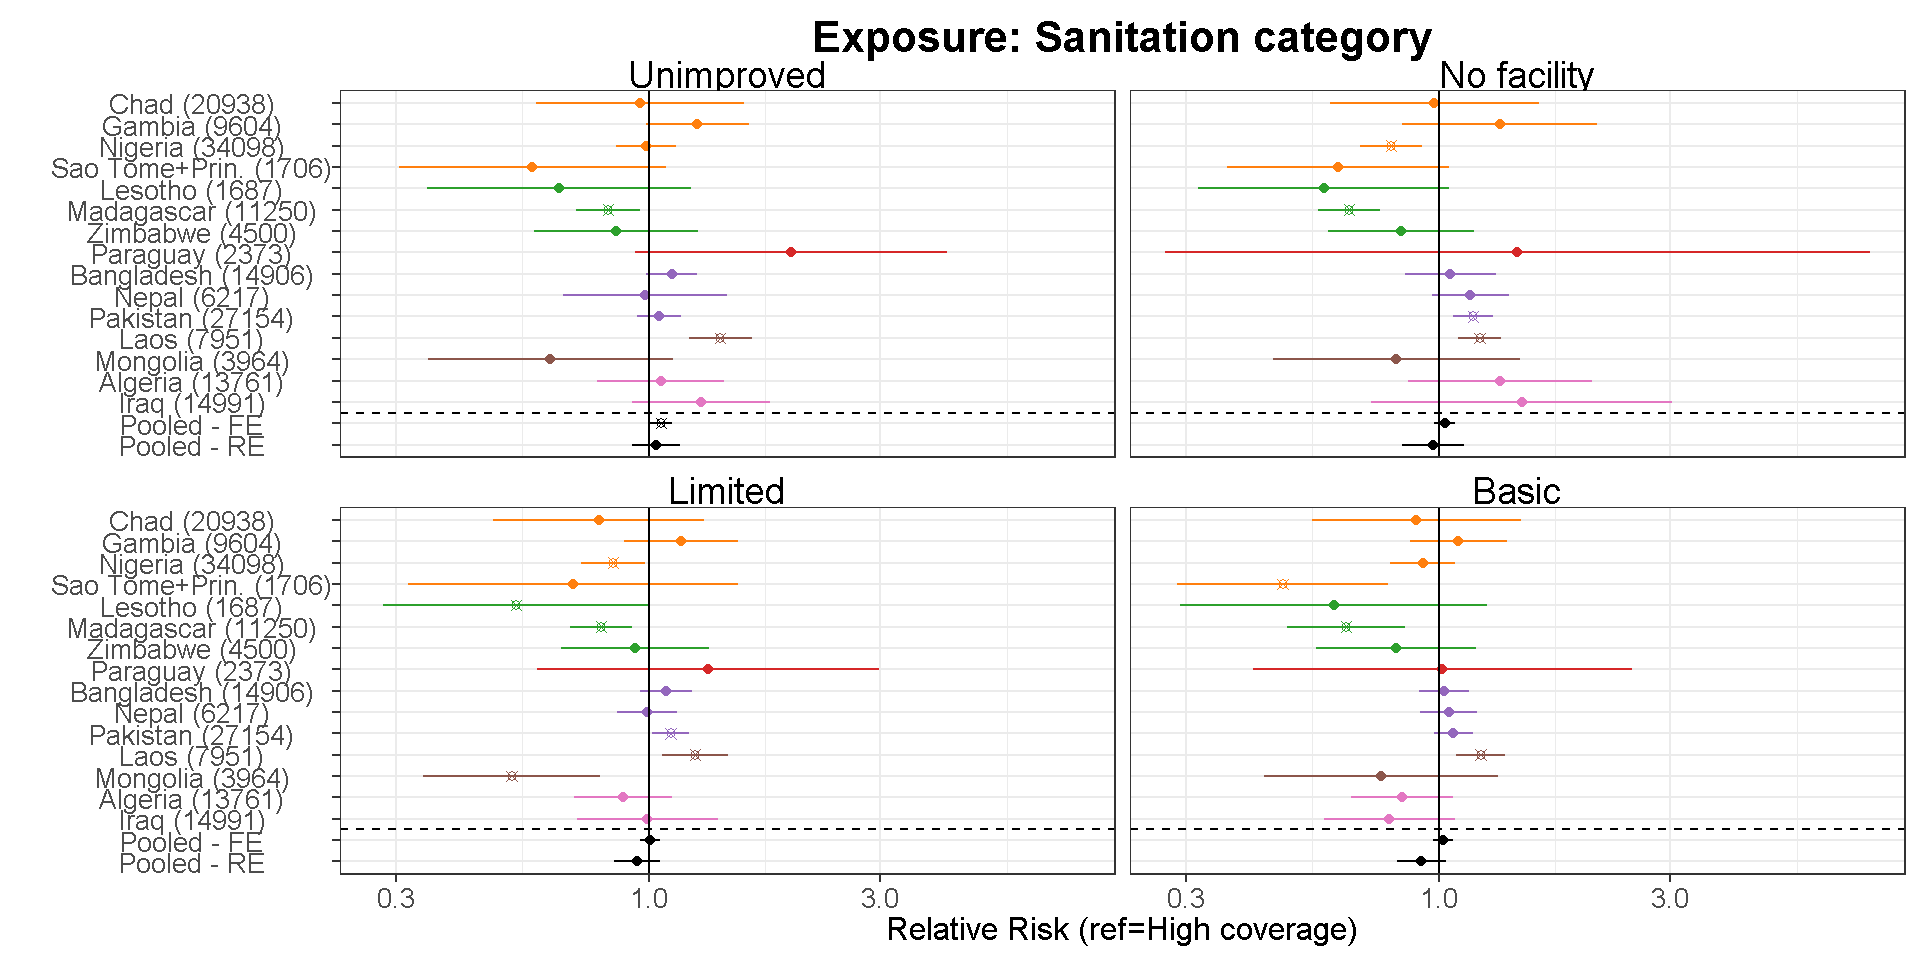 Exposure: Sanitation category
Unimproved
No facility
Chad (20938)
Gambia (9604)
Nigeria (34098)
Sao Tome+Prin. (1706)
Lesotho (1687)
Madagascar (11250)
Zimbabwe (4500)
Paraguay (2373)
Bangladesh (14906)
Nepal (6217)
Pakistan (27154)
Laos (7951)
Mongolia (3964)
Algeria (13761)
Iraq (14991)
Pooled - FE
Pooled - RE
Limited
Basic
Chad (20938)
Gambia (9604)
Nigeria (34098)
Sao Tome+Prin. (1706)
Lesotho (1687)
Madagascar (11250)
Zimbabwe (4500)
Paraguay (2373)
Bangladesh (14906)
Nepal (6217)
Pakistan (27154)
Laos (7951)
Mongolia (3964)
Algeria (13761)
Iraq (14991)
Pooled - FE
Pooled - RE
0.3 1.0 3.0 0.3 1.0 3.0
Relative Risk (ref=High coverage)